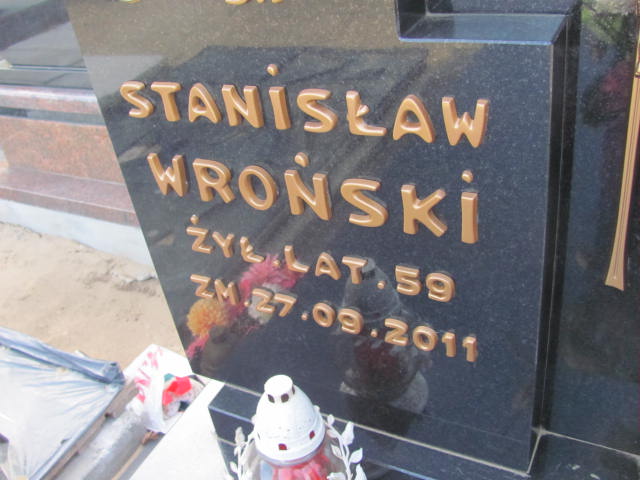 STANiSŁAW
WROŃSKi
ŻYŁ.LAT.59
ZM.27.09.2011